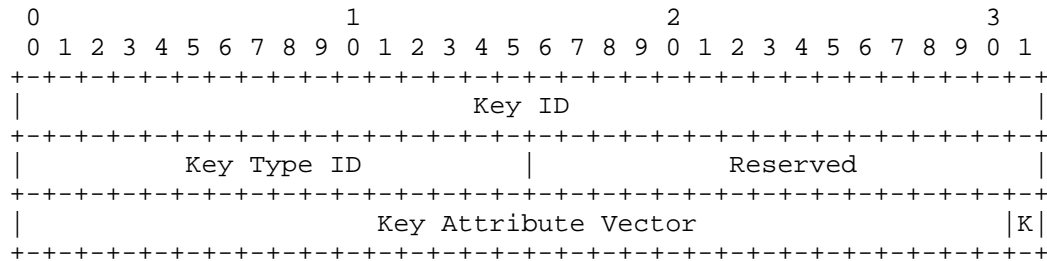 0                   1                   2                   3
 0 1 2 3 4 5 6 7 8 9 0 1 2 3 4 5 6 7 8 9 0 1 2 3 4 5 6 7 8 9 0 1
+-+-+-+-+-+-+-+-+-+-+-+-+-+-+-+-+-+-+-+-+-+-+-+-+-+-+-+-+-+-+-+-+
|                            Key ID                             |
+-+-+-+-+-+-+-+-+-+-+-+-+-+-+-+-+-+-+-+-+-+-+-+-+-+-+-+-+-+-+-+-+
|          Key Type ID          |            Reserved           |
+-+-+-+-+-+-+-+-+-+-+-+-+-+-+-+-+-+-+-+-+-+-+-+-+-+-+-+-+-+-+-+-+
|                      Key Attribute Vector                   |K|
+-+-+-+-+-+-+-+-+-+-+-+-+-+-+-+-+-+-+-+-+-+-+-+-+-+-+-+-+-+-+-+-+